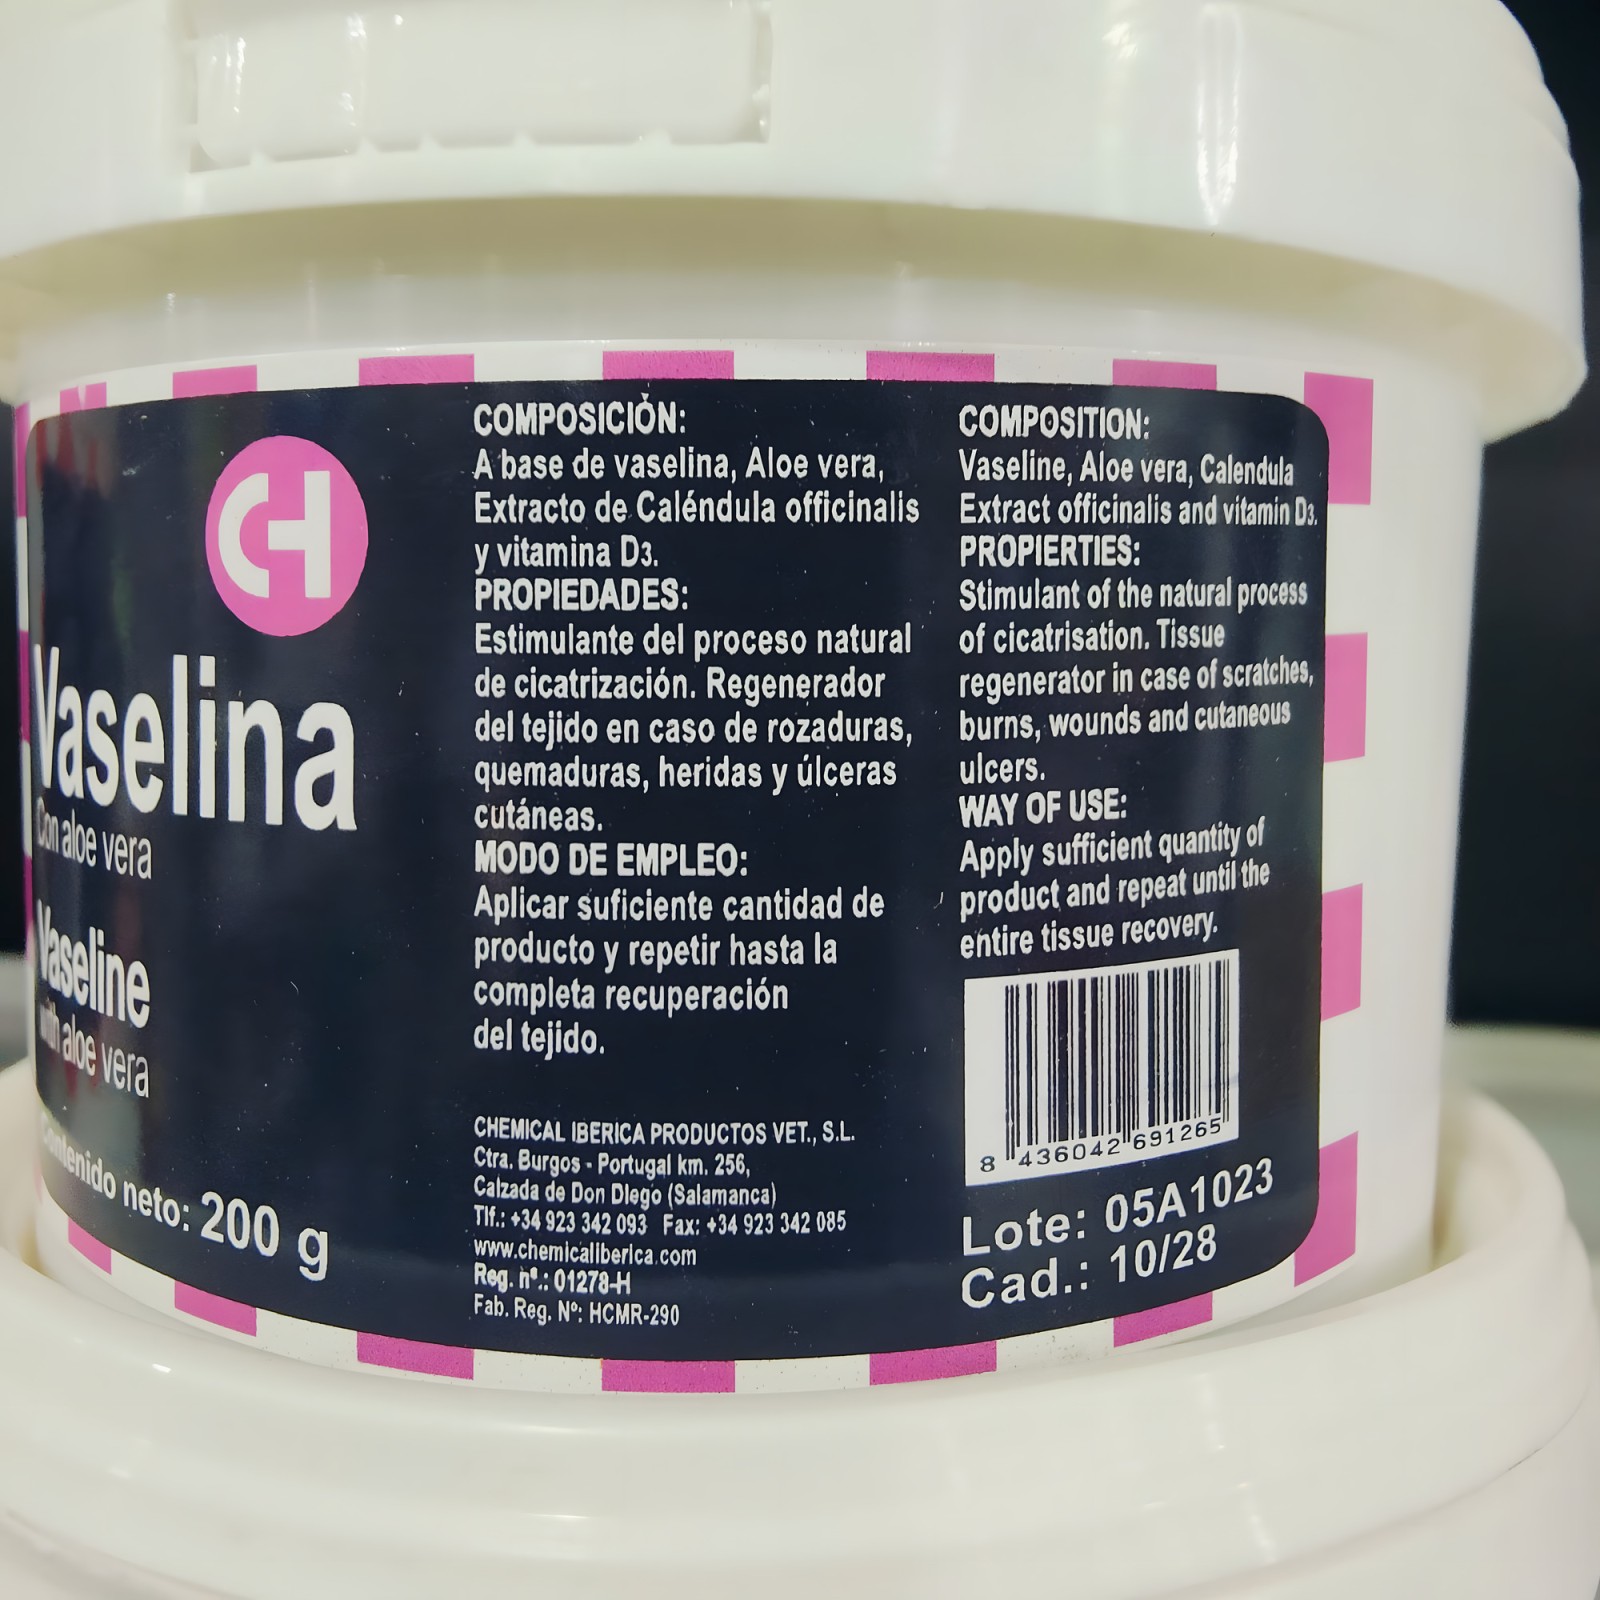 CH
Vaselina
Con aloe vera
Vaseline
with aloe vera
Contenido neto: 200 g
COMPOSICIÓN:
A base de vaselina, Aloe vera,
Extracto de Caléndula officinalis
y vitamina D3.
PROPIEDADES:
Estimulante del proceso natural
de cicatrización. Regenerador
del tejido en caso de rozaduras,
quemaduras, heridas y úlceras
cutáneas.
MODO DE EMPLEO:
Aplicar suficiente cantidad de
producto y repetir hasta la
completa recuperación
del tejido.
CHEMICAL IBERICA PRODUCTOS VET., S.L.
Ctra. Burgos - Portugal km. 256,
Calzada de Don Diego (Salamanca)
Tlf.: +34 923 342 093 Fax: +34 923 342 085
www.chemicaliberica.com
Reg. nº.: 01278-H
Fab. Reg. Nº: HCMR-290
COMPOSITION:
Vaseline, Aloe vera, Calendula
Extract officinalis and vitamin D3.
PROPIERTIES:
Stimulant of the natural process
of cicatrisation. Tissue
regenerator in case of scratches,
burns, wounds and cutaneous
ulcers.
WAY OF USE:
Apply sufficient quantity of
product and repeat until the
entire tissue recovery.
8 436042 691265
Lote: 05A1023
Cad.: 10/28